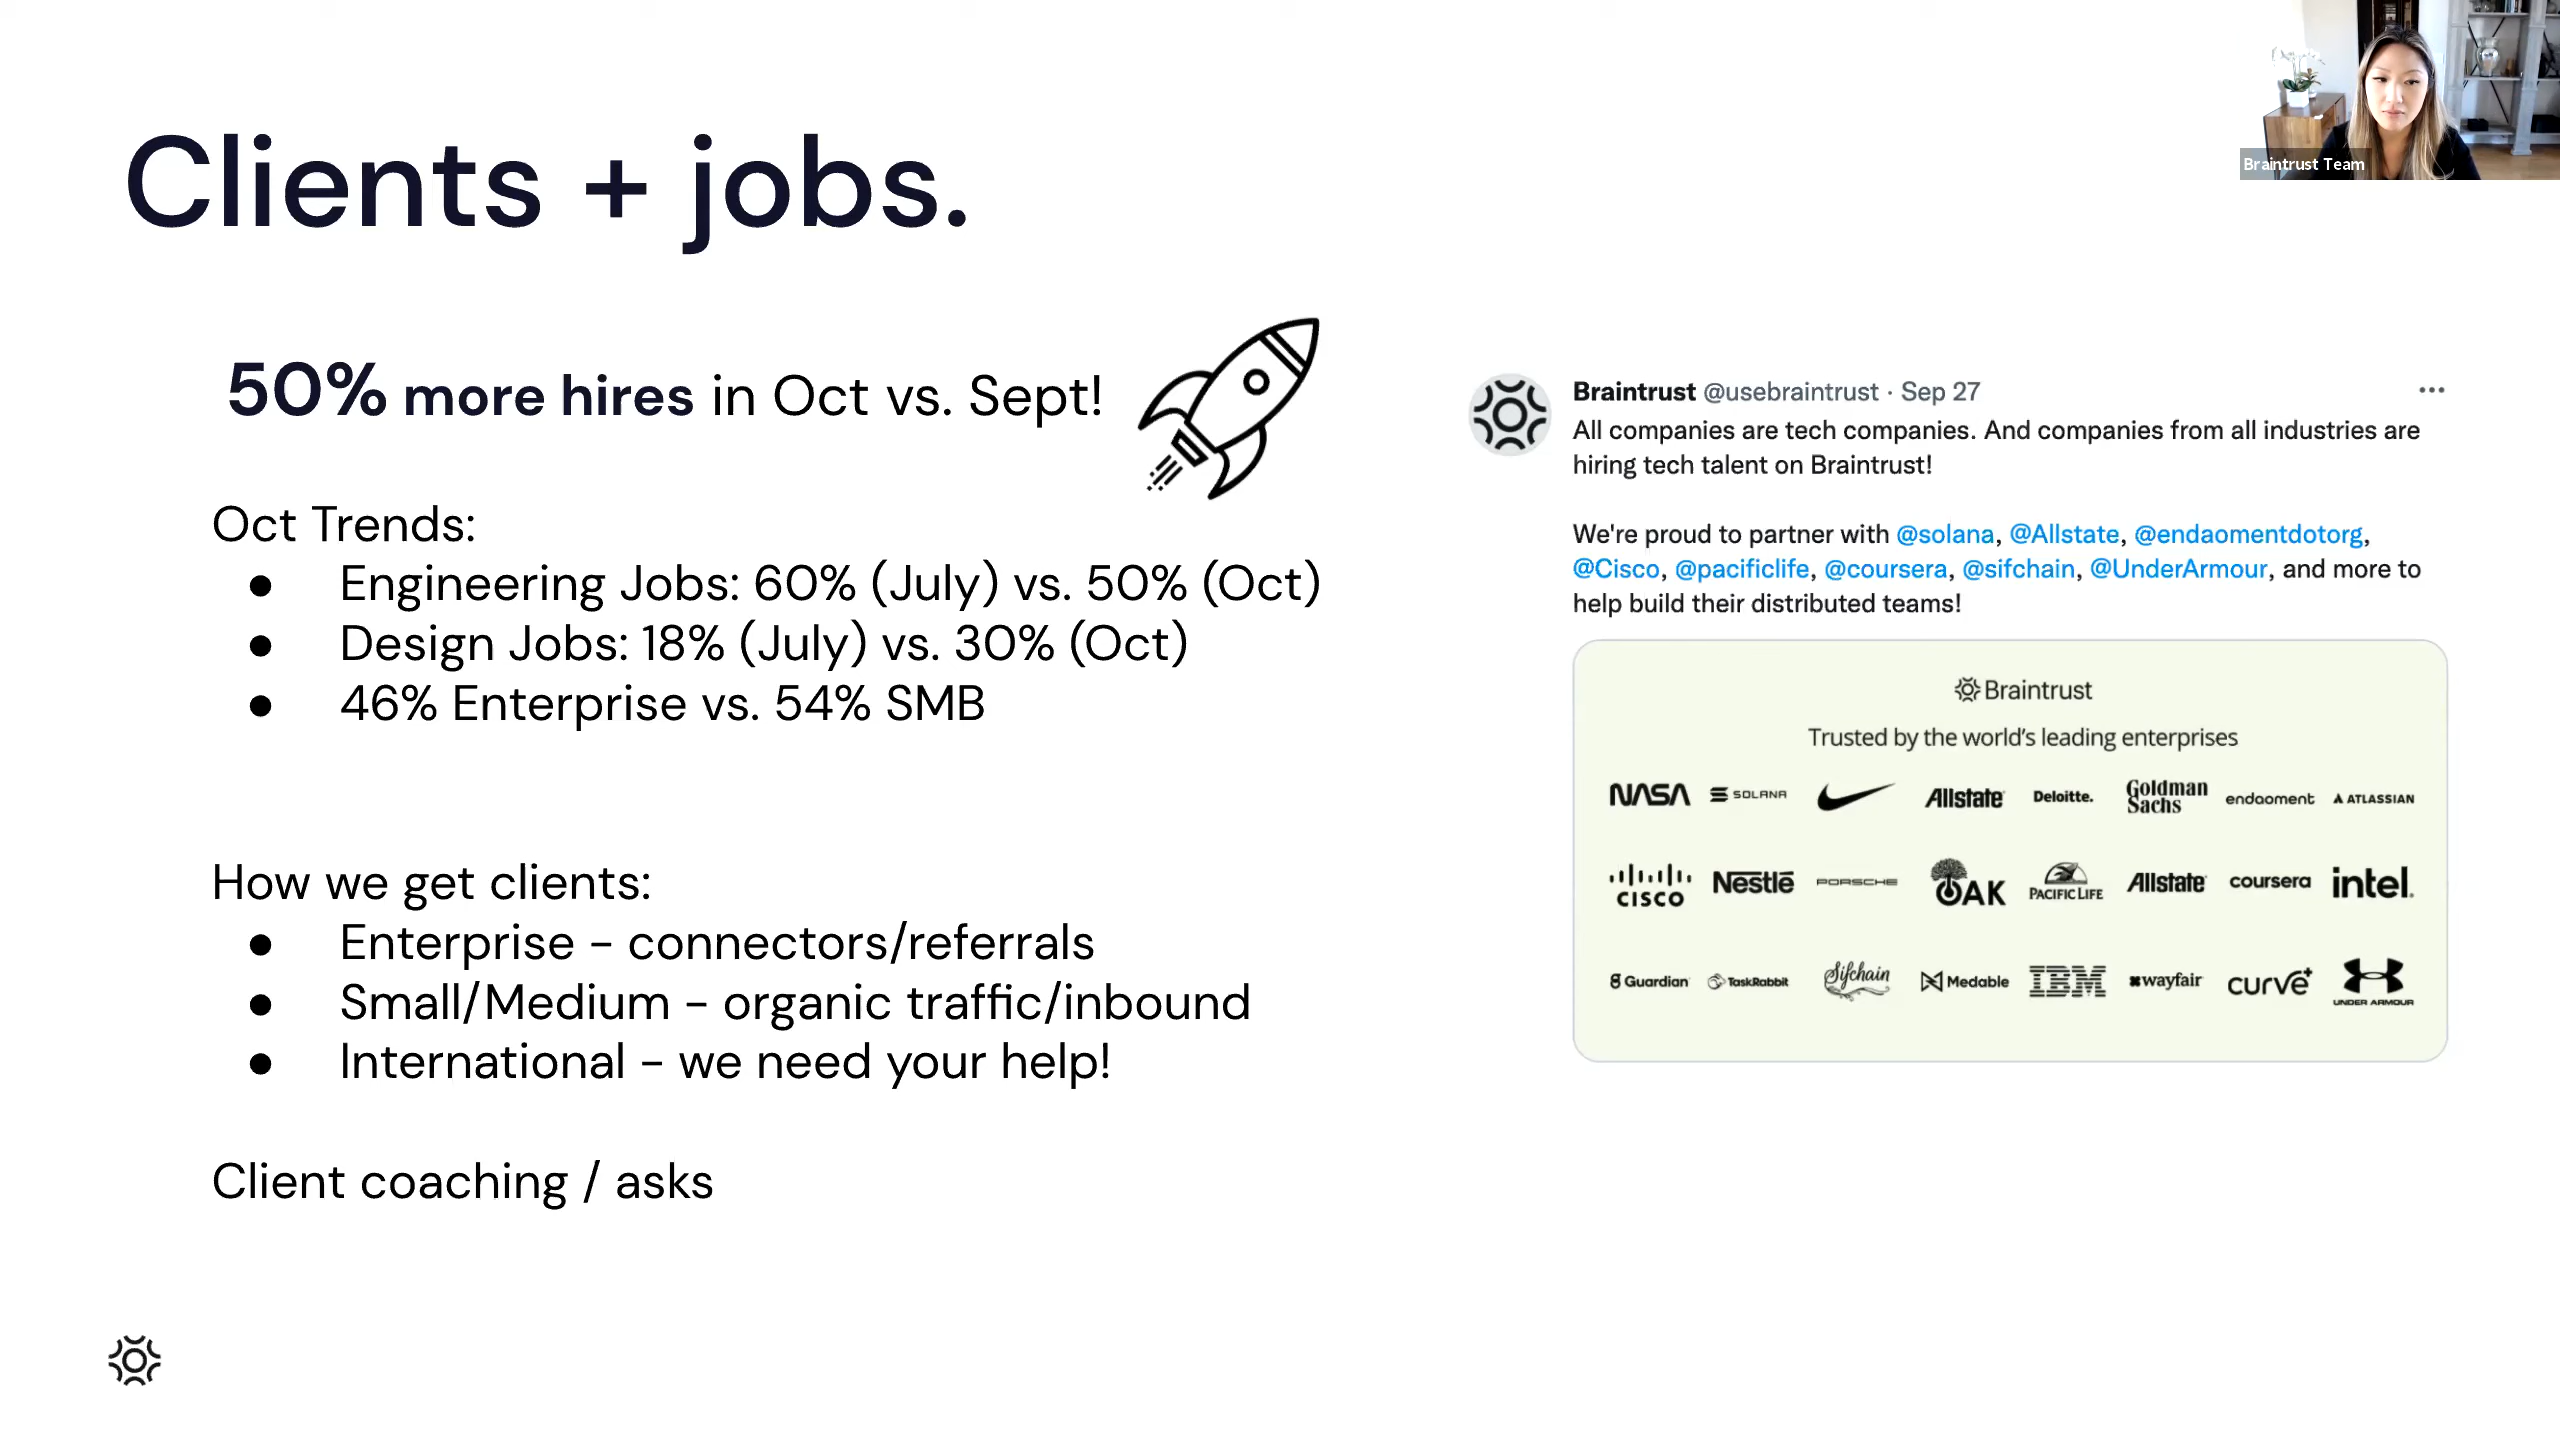 Clients + jobs.
50% more hires in Oct vs. Sept!
Oct Trends:
● Engineering Jobs: 60% (July) vs. 50% (Oct)
● Design Jobs: 18% (July) vs. 30% (Oct)
● 46% Enterprise vs. 54% SMB
How we get clients:
● Enterprise - connectors/referrals
● Small/Medium - organic traffic/inbound
● International - we need your help!
Client coaching / asks
Braintrust Team
Braintrust @usebraintrust · Sep 27
All companies are tech companies. And companies from all industries are
hiring tech talent on Braintrust!
We're proud to partner with @solana, @Allstate, @endaomentdotorg,
@Cisco, @pacificlife, @coursera, @sifchain, @UnderArmour, and more to
help build their distributed teams!
Braintrust
Trusted by the world's leading enterprises
NASA SOLANA Allstate Deloitte. Goldman Sachs endaoment ATLASSIAN
CISCO Nestlé PORSCHE OAK PACIFIC LIFE Allstate coursera intel.
Guardian TaskRabbit Sifchain Medable IBM wayfair curve+ UNDER ARMOUR